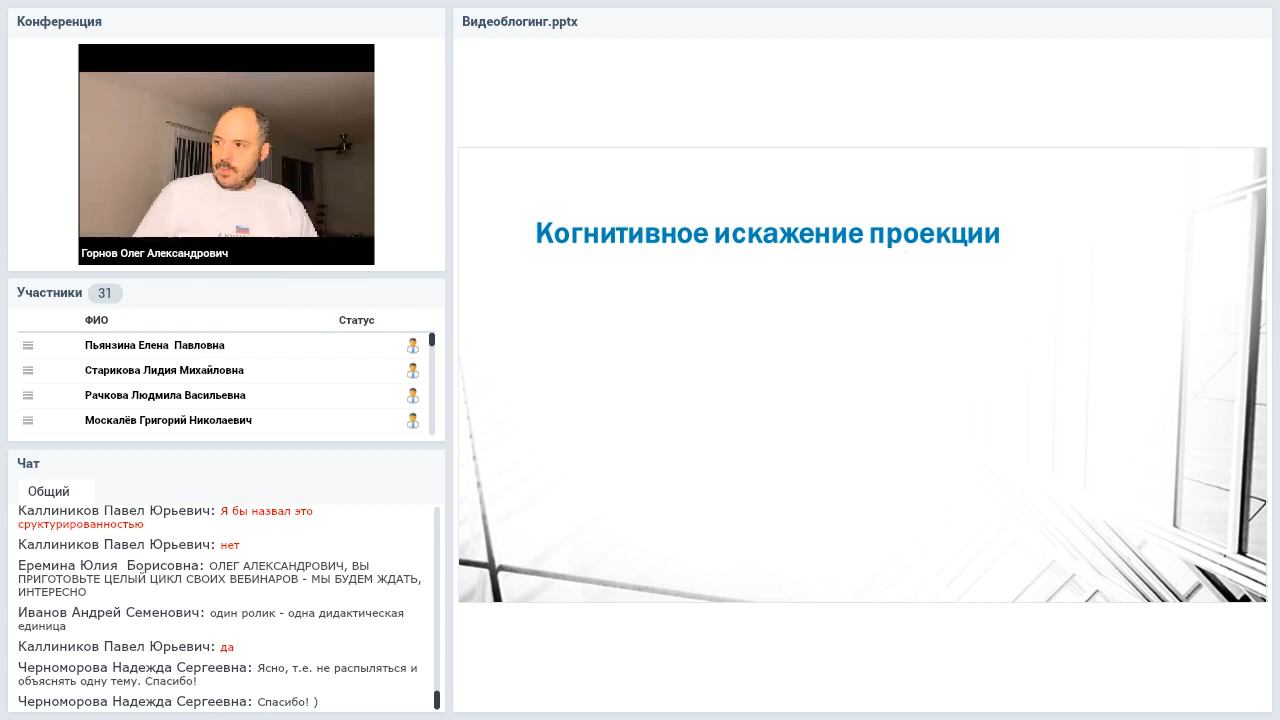 Конференция
Горнов Олег Александрович
Участники 31
ФИО Статус
Пьянзина Елена Павловна
Старикова Лидия Михайловна
Рачкова Людмила Васильевна
Москалёв Григорий Николаевич
Чат
Общий
Каллиников Павел Юрьевич: Я бы назвал это
сруктурированностью
Каллиников Павел Юрьевич: нет
Еремина Юлия Борисовна: ОЛЕГ АЛЕКСАНДРОВИЧ, ВЫ
ПРИГОТОВЬТЕ ЦЕЛЫЙ ЦИКЛ СВОИХ ВЕБИНАРОВ - МЫ БУДЕМ ЖДАТЬ,
ИНТЕРЕСНО
Иванов Андрей Семенович: один ролик - одна дидактическая
единица
Каллиников Павел Юрьевич: да
Черноморова Надежда Сергеевна: Ясно, т.е. не распыляться и
объяснять одну тему. Спасибо!
Черноморова Надежда Сергеевна: Спасибо! )
Видеоблогинг.pptx
Когнитивное искажение проекции